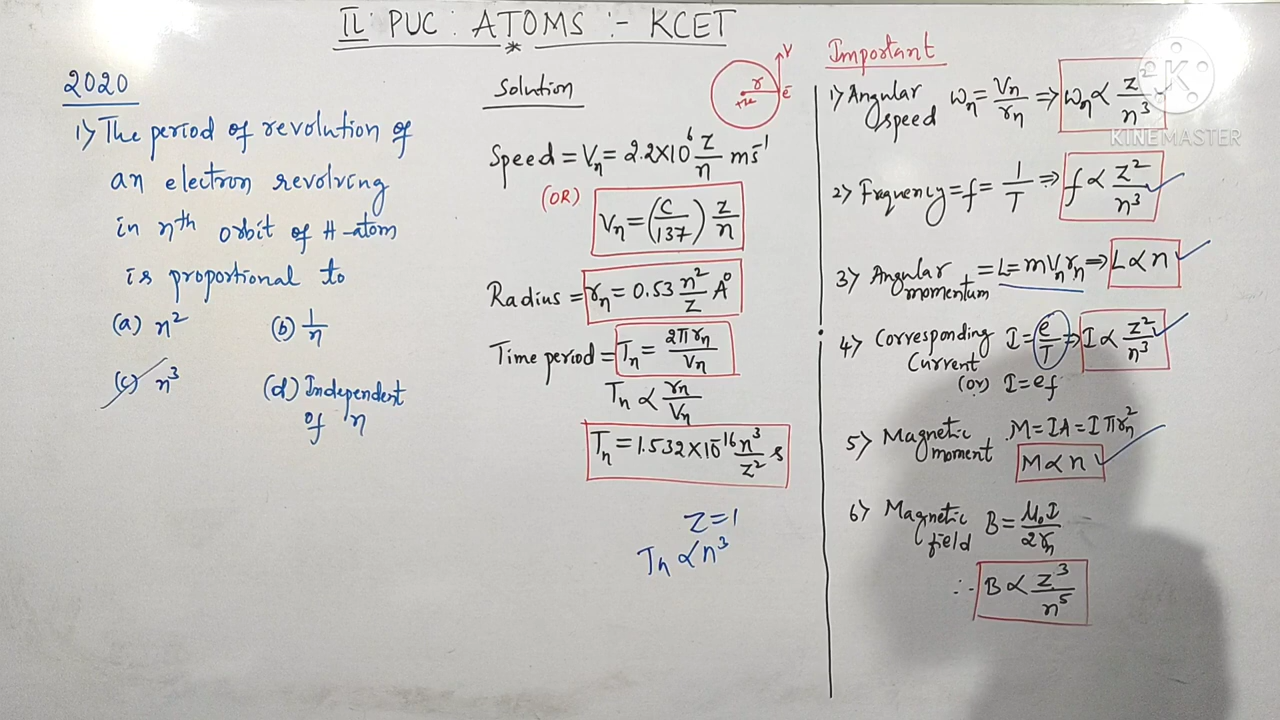 II PUC : ATOMS :- KCET
*
2020
1) The period of revolution of
an electron revolving
in nth orbit of H-atom
is proportional to
(a) n² (b) 1/n
(c) n³ (d) Independent
of n
Solution
r
v
+ze
e⁻
Speed = Vn = 2.2×10⁶ z/n ms⁻¹
(OR)
Vn = (c/137) z/n
Radius = rn = 0.53 n²/z A°
Time period = Tn = 2πrn/Vn
Tn ∝ rn/Vn
Tn = 1.532×10⁻¹⁶ n³/z² s
z=1
Tn ∝ n³
Important
1) Angular speed ωn = Vn/rn ⇒ ωn ∝ z²/n³
2) Frquency = f = 1/T ⇒ f ∝ z²/n³
3) Angular momentum = L = mVnrn ⇒ L ∝ n
4) Corresponding Current I = e/T ⇒ I ∝ z²/n³
(or) I = ef
5) Magnetic moment M = IA = Iπrn²
M ∝ n
6) Magnetic field B = μ₀I/2rn
∴ B ∝ z³/n⁵
K
KINEMASTER